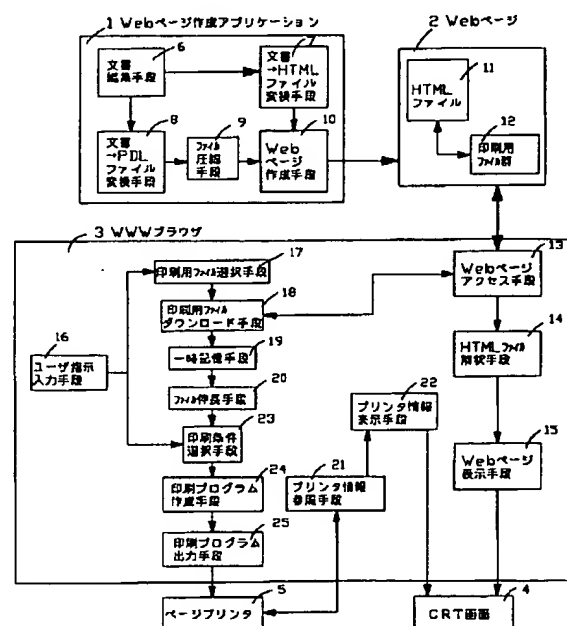 1 Webページ作成アプリケーション
6
文書
編集手段
7
文書
→HTML
ファイル
変換手段
8
文書
→PDL
ファイル
変換手段
9
ファイル
圧縮
手段
10
Web
ページ
作成手段
2 Webページ
11
HTML
ファイル
12
印刷用
ファイル群
3 WWWブラウザ
17
印刷用ファイル選択手段
18
印刷用ファイル
ダウンロード手段
19
一時記憶手段
20
ファイル伸長手段
16
ユーザ指示
入力手段
23
印刷条件
選択手段
24
印刷プログラム
作成手段
25
印刷プログラム
出力手段
21
プリンタ情報
参照手段
22
プリンタ情報
表示手段
13
Webページ
アクセス手段
14
HTMLファイル
解釈手段
15
Webページ
表示手段
5
ページプリンタ
4
CRT画面